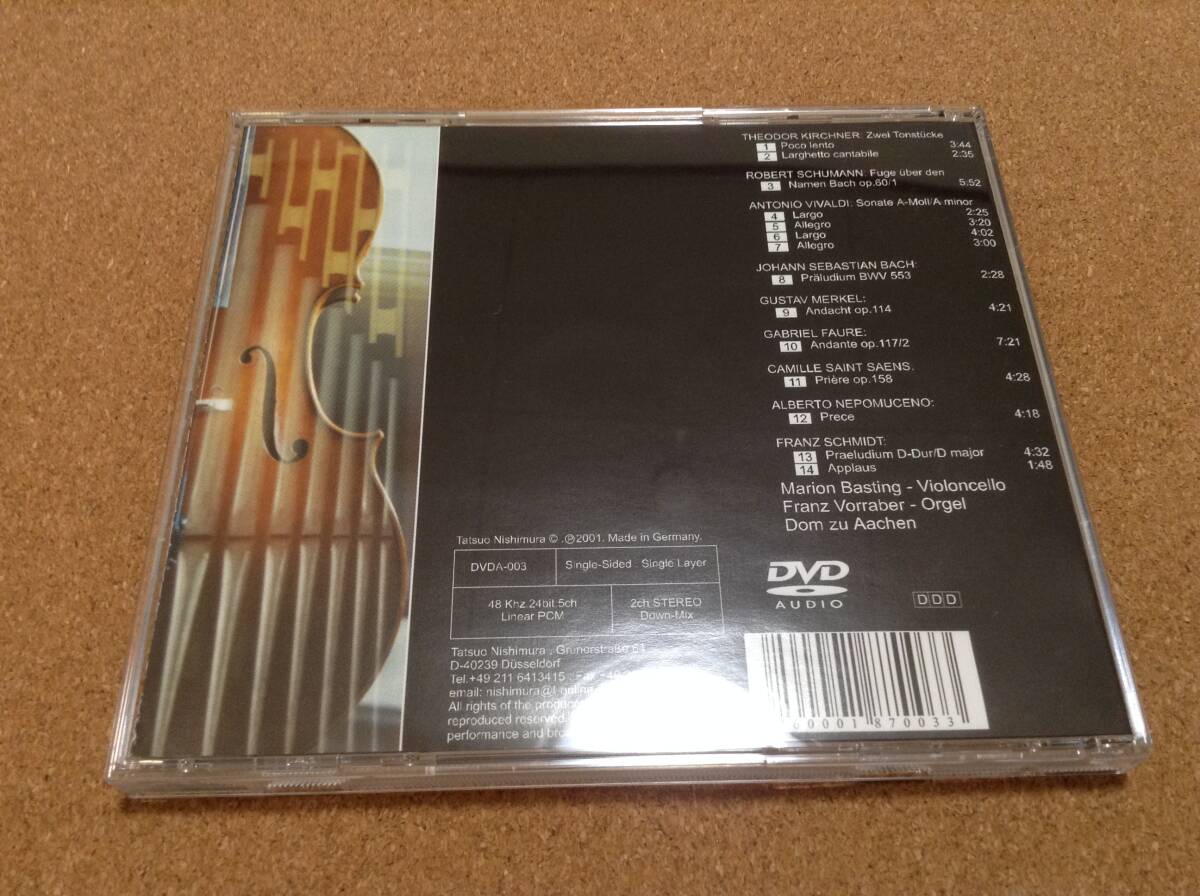 THEODOR KIRCHNER: Zwei Tonstücke
1 Poco lento 3:44
2 Larghetto cantabile 2:35
ROBERT SCHUMANN: Fuge über den
3 Namen Bach op.60/1 5:52
ANTONIO VIVALDI: Sonate A-Moll/A minor
4 Largo 2:25
5 Allegro 3:20
6 Largo 4:02
7 Allegro 3:00
JOHANN SEBASTIAN BACH:
8 Präludium BWV 553 2:28
GUSTAV MERKEL:
9 Andacht op.114 4:21
GABRIEL FAURE:
10 Andante op.117/2 7:21
CAMILLE SAINT SAENS.
11 Prière op.158 4:28
ALBERTO NEPOMUCENO:
12 Prece 4:18
FRANZ SCHMIDT:
13 Praeludium D-Dur/D major 4:32
14 Applaus 1:48
Marion Basting - Violoncello
Franz Vorraber - Orgel
Dom zu Aachen
Tatsuo Nishimura © .℗2001. Made in Germany.
DVDA-003 Single-Sided . Single Layer
48 Khz.24bit.5ch
Linear PCM
2ch.STEREO
Down-Mix
Tatsuo Nishimura . Grunerstraße 61
D-40239 Düsseldorf
Tel.+49 211 6413415 . Fax +49
email: nishimura@t-online
All rights of the
reproduced reserved
performance and
DVD
AUDIO
DDD
60001 870033